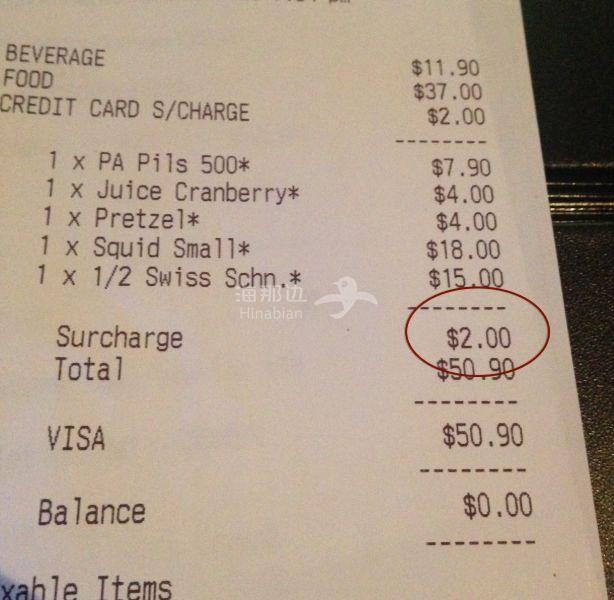 BEVERAGE $11.90
FOOD $37.00
CREDIT CARD S/CHARGE $2.00
1 x PA Pils 500* $7.90
1 x Juice Cranberry* $4.00
1 x Pretzel* $4.00
1 x Squid Small* $18.00
1 x 1/2 Swiss Schn.* $15.00
海那边
Hinabian
Surcharge $2.00
Total $50.90
VISA $50.90
Balance $0.00
xable Items